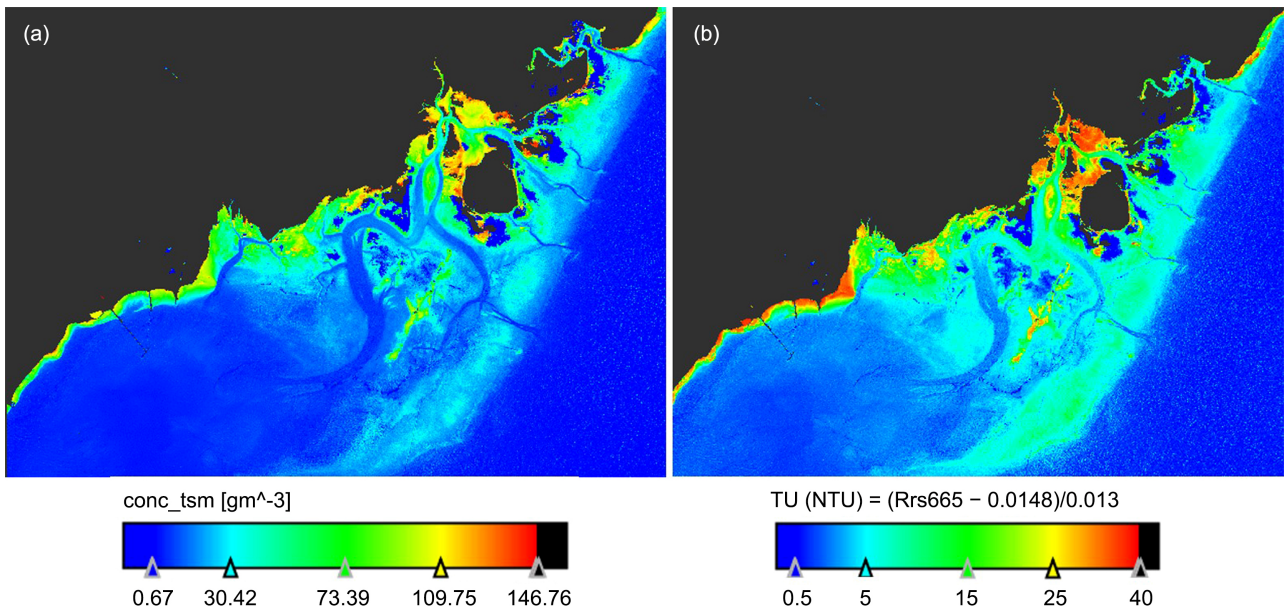 (a)
(b)
conc_tsm [gm^-3]
0.67 30.42 73.39 109.75 146.76
TU (NTU) = (Rrs665 − 0.0148)/0.013
0.5 5 15 25 40